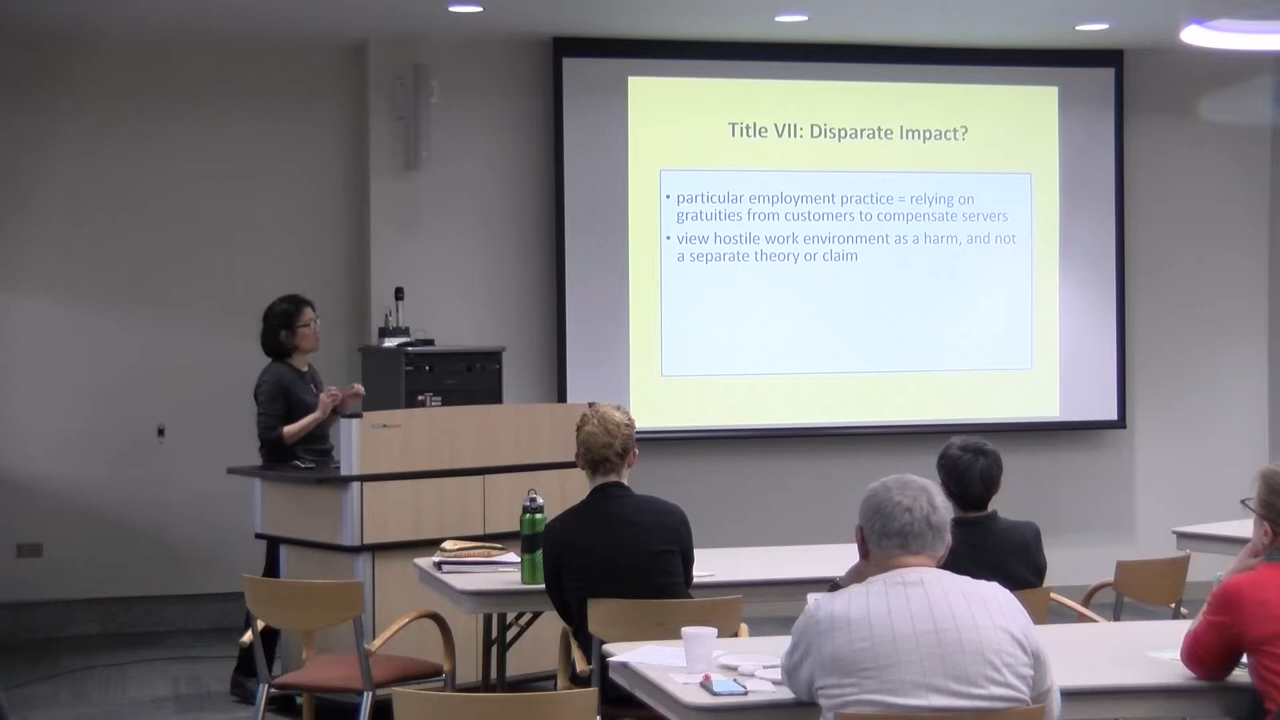 Title VII: Disparate Impact?
• particular employment practice = relying on
gratuities from customers to compensate servers
• view hostile work environment as a harm, and not
a separate theory or claim